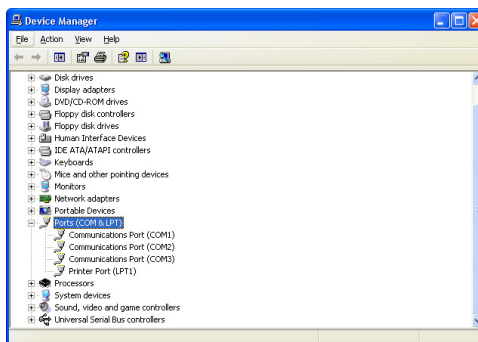 Device Manager
File Action View Help
Disk drives
Display adapters
DVD/CD-ROM drives
Floppy disk controllers
Floppy disk drives
Human Interface Devices
IDE ATA/ATAPI controllers
Keyboards
Mice and other pointing devices
Monitors
Network adapters
Portable Devices
Ports (COM & LPT)
Communications Port (COM1)
Communications Port (COM2)
Communications Port (COM3)
Printer Port (LPT1)
Processors
System devices
Sound, video and game controllers
Universal Serial Bus controllers